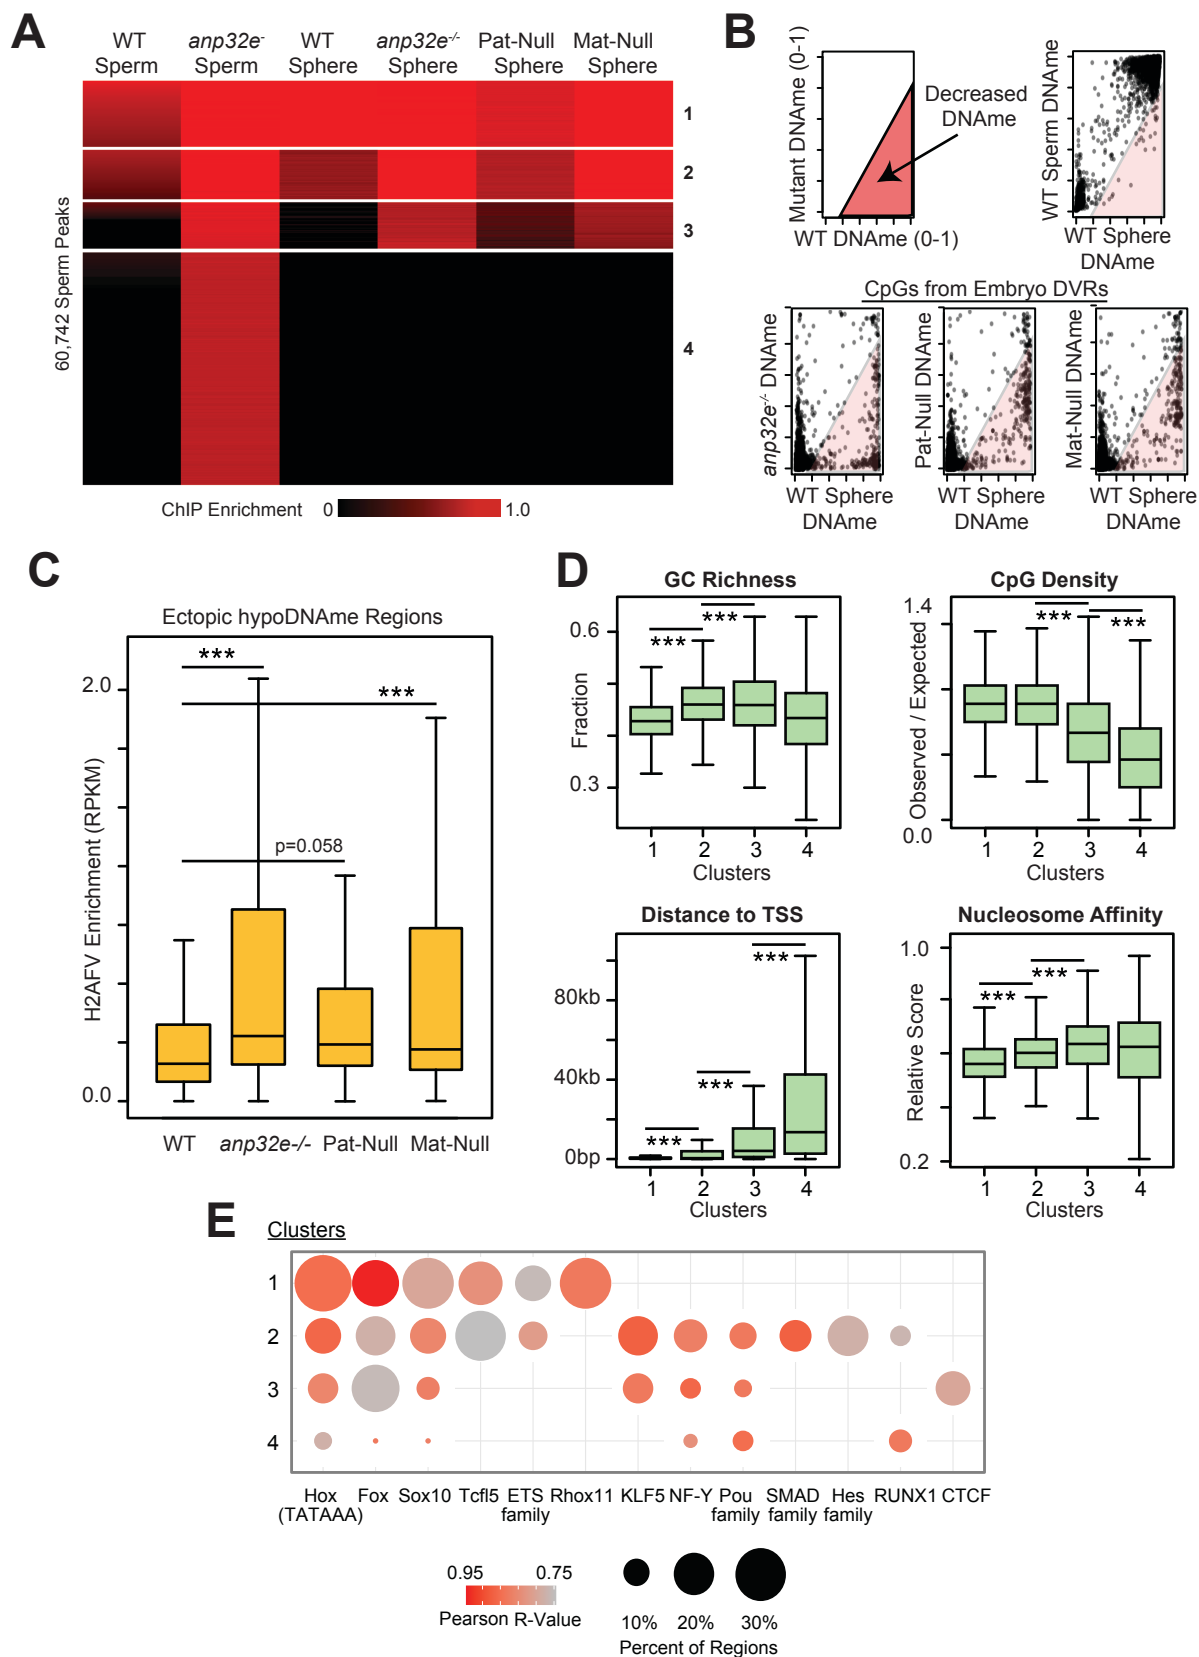 A
WT
Sperm
anp32e-
Sperm
WT
Sphere
anp32e-/-
Sphere
Pat-Null
Sphere
Mat-Null
Sphere
60,742 Sperm Peaks
1
2
3
4
ChIP Enrichment 0 1.0
B
Mutant DNAme (0-1)
WT DNAme (0-1)
Decreased
DNAme
WT Sperm DNAme
WT Sphere
DNAme
CpGs from Embryo DVRs
anp32e-/- DNAme
WT Sphere
DNAme
Pat-Null DNAme
WT Sphere
DNAme
Mat-Null DNAme
WT Sphere
DNAme
C
Ectopic hypoDNAme Regions
H2AFV Enrichment (RPKM)
2.0
0.0
***
***
p=0.058
WT anp32e-/- Pat-Null Mat-Null
D
GC Richness
Fraction
0.6
0.3
*** ***
1 2 3 4
Clusters
CpG Density
Observed / Expected
1.4
0.0
*** ***
1 2 3 4
Clusters
Distance to TSS
80kb
40kb
0bp
*** *** ***
1 2 3 4
Clusters
Nucleosome Affinity
Relative Score
1.0
0.2
*** ***
1 2 3 4
Clusters
E
Clusters
1
2
3
4
Hox
(TATAAA)
Fox
Sox10
Tcfl5
ETS
family
Rhox11
KLF5
NF-Y
Pou
family
SMAD
family
Hes
family
RUNX1
CTCF
0.95 0.75
Pearson R-Value
10% 20% 30%
Percent of Regions